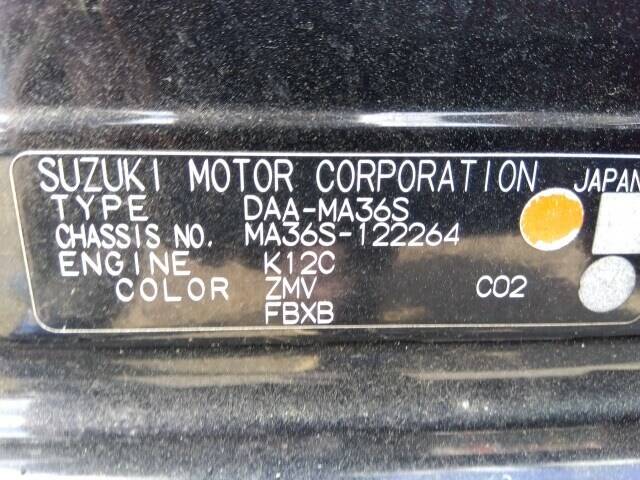 SUZUKI MOTOR CORPORATION JAPAN
TYPE DAA-MA36S
CHASSIS NO. MA36S-122264
ENGINE K12C
COLOR ZMV C02
FBXB